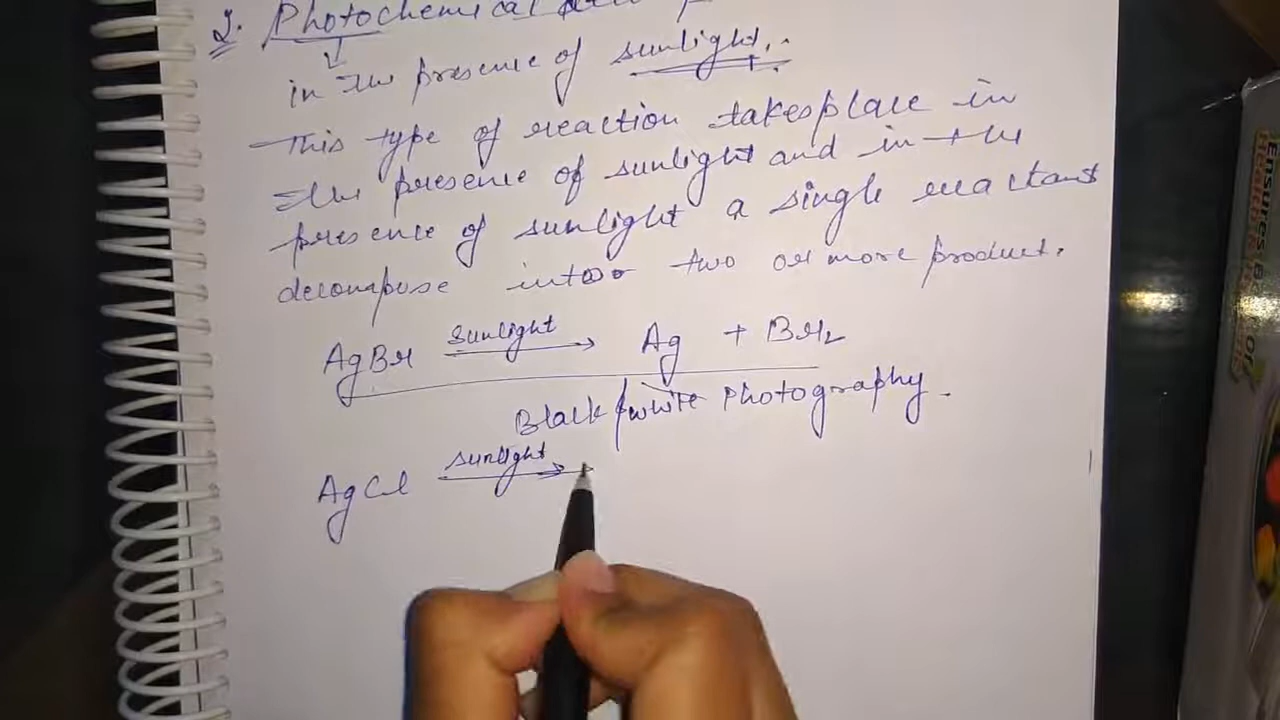 2. Photochemical
in the presence of sunlight.
This type of reaction takesplace in
the presence of sunlight and in the
presence of sunlight a single reactant
decompose into two or more product.
AgBr sunlight Ag + Br2
Black/white Photography.
AgCl sunlight
Ensures B